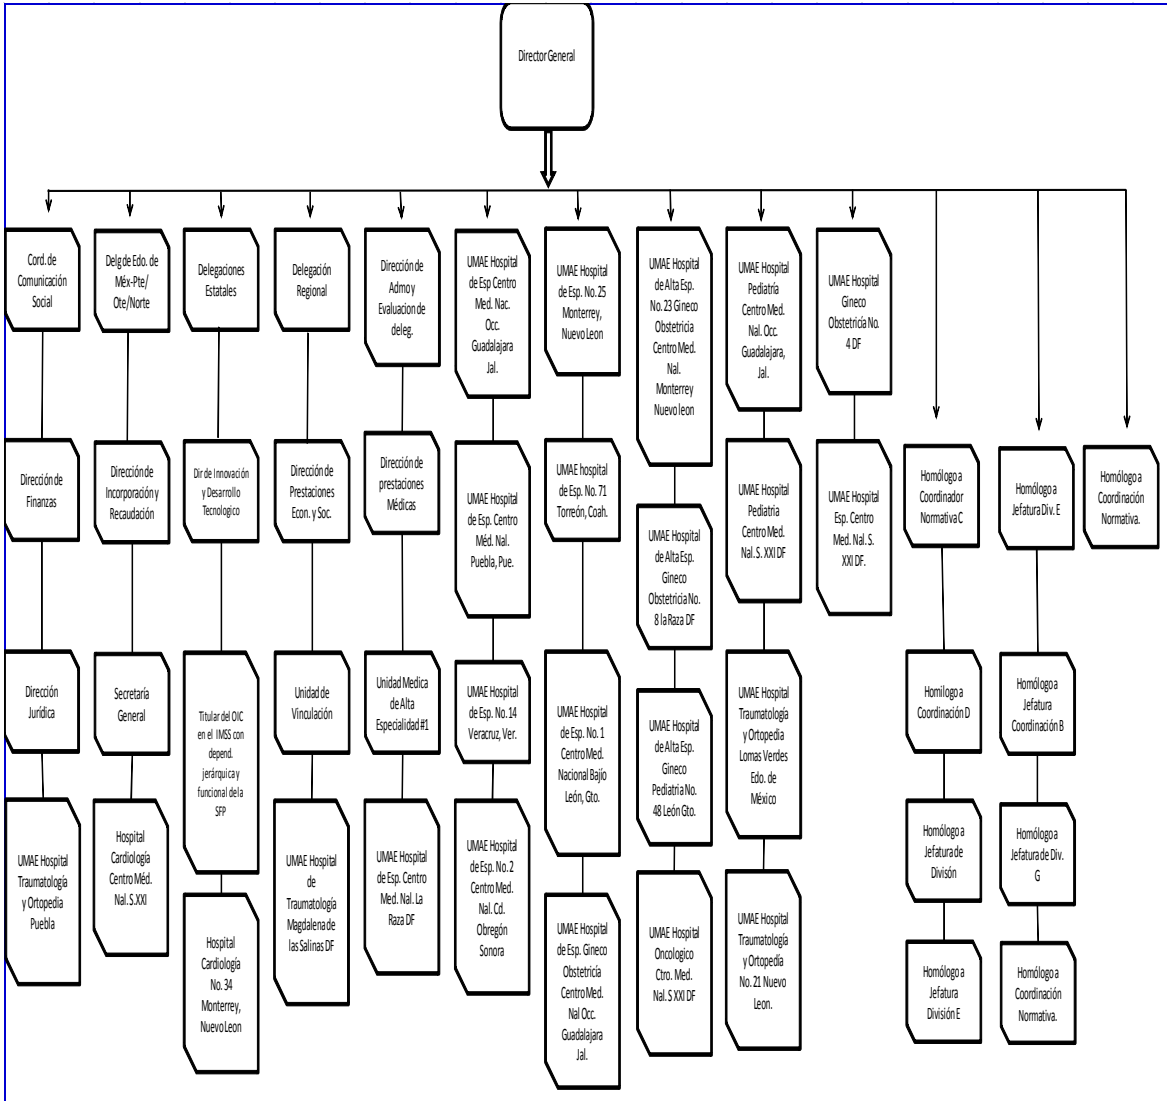 Director General
Cord. de
Comunicación
Social
Delg de Edo. de
Méx-Pte/
Ote/Norte
Delegaciones
Estatales
Delegación
Regional
Dirección de
Admo y
Evaluacion de
deleg.
UMAE Hospital
de Esp Centro
Med. Nac.
Occ.
Guadalajara
Jal.
UMAE Hospital
de Esp. No. 25
Monterrey,
Nuevo Leon
UMAE Hospital
de Alta Esp.
No. 23 Gineco
Obstetricia
Centro Med.
Nal.
Monterrey
Nuevo leon
UMAE Hospital
Pediatría
Centro Med.
Nal. Occ.
Guadalajara,
Jal.
UMAE Hospital
Gineco
Obstetricía No.
4 DF
Dirección de
Finanzas
Dirección de
Incorporación y
Recaudación
Dir de Innovación
y Desarrollo
Tecnologico
Dirección de
Prestaciones
Econ. y Soc.
Dirección de
prestaciones
Médicas
UMAE Hospital
de Esp. Centro
Méd. Nal.
Puebla, Pue.
UMAE hospital
de Esp. No. 71
Torreón, Coah.
UMAE Hospital
de Alta Esp.
Gineco
Obstetricia No.
8 la Raza DF
UMAE Hospital
Pediatria
Centro Med.
Nal. S. XXI DF
UMAE Hospital
Esp. Centro
Med. Nal. S.
XXI DF.
Homólogo a
Coordinador
Normativa C
Homólogo a
Jefatura Div. E
Homólogo a
Coordinación
Normativa.
Dirección
Jurídica
Secretaría
General
Titular del OIC
en el IMSS con
depend.
jerárquica y
funcional de la
SFP
Unidad de
Vinculación
Unidad Medica
de Alta
Especialidad #1
UMAE Hospital
de Esp. No. 14
Veracruz, Ver.
UMAE Hospital
de Esp. No. 1
Centro Med.
Nacional Bajío
León, Gto.
UMAE Hospital
de Alta Esp.
Gineco
Pediatria No.
48 León Gto.
UMAE Hospital
Traumatología
y Ortopedia
Lomas Verdes
Edo. de
México
Homilogo a
Coordinación D
Homólogo a
Jefatura
Coordinación B
UMAE Hospital
Traumatología
y Ortopedia
Puebla
Hospital
Cardiología
Centro Méd.
Nal. S. XXI
Hospital
Cardiología
No. 34
Monterrey,
Nuevo Leon
UMAE Hospital
de
Traumatología
Magdalena de
las Salinas DF
UMAE Hospital
de Esp. Centro
Med. Nal. La
Raza DF
UMAE Hospital
de Esp. No. 2
Centro Med.
Nal. Cd.
Obregón
Sonora
UMAE Hospital
de Esp. Gineco
Obstetricía
Centro Med.
Nal Occ.
Guadalajara
Jal.
UMAE Hospital
Oncologico
Ctro. Med.
Nal. S XXI DF
UMAE Hospital
Traumatología
y Ortopedía
No. 21 Nuevo
Leon.
Homólogo a
Jefatura de
Divisón
Homólogo a
Jefatura de Div.
G
Homólogo a
Jefatura
División E
Homólogo a
Coordinación
Normativa.